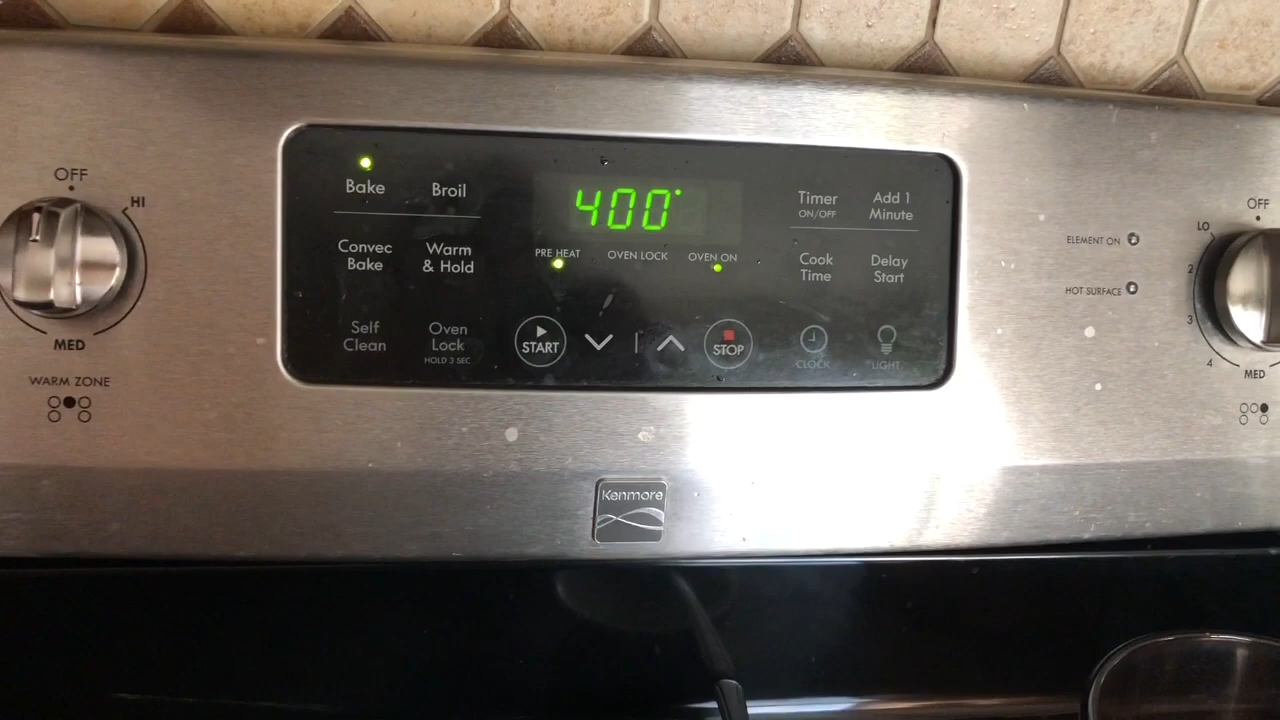 OFF
HI
MED
WARM ZONE
Bake
Broil
Convec
Bake
Warm
& Hold
Self
Clean
Oven
Lock
HOLD 3 SEC
400°
PRE HEAT
OVEN LOCK
OVEN ON
START
STOP
Timer
ON/OFF
Add 1
Minute
Cook
Time
Delay
Start
CLOCK
LIGHT
ELEMENT ON
HOT SURFACE
OFF
LO
2
3
4
MED
Kenmore